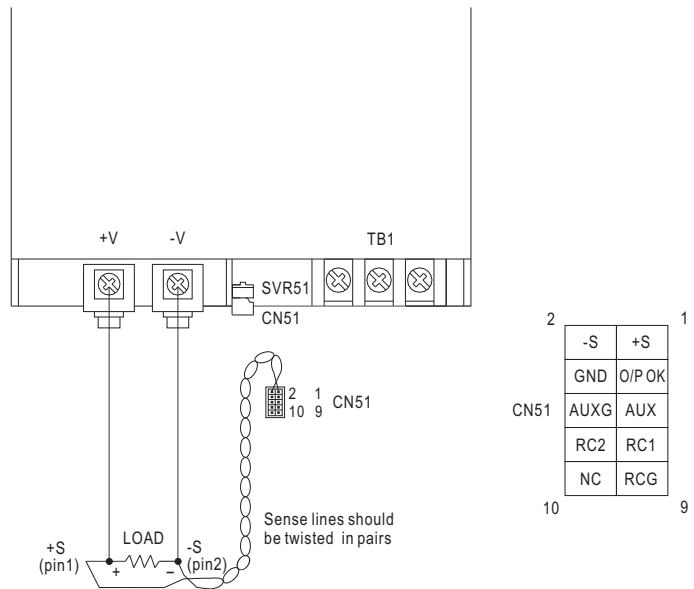 +V -V TB1
SVR51
CN51
2 1
-S +S
GND O/P OK
CN51 AUXG AUX
RC2 RC1
NC RCG
10 9
2 1
10 9 CN51
Sense lines should
be twisted in pairs
+S
(pin1)
LOAD
-S
(pin2)
+ –